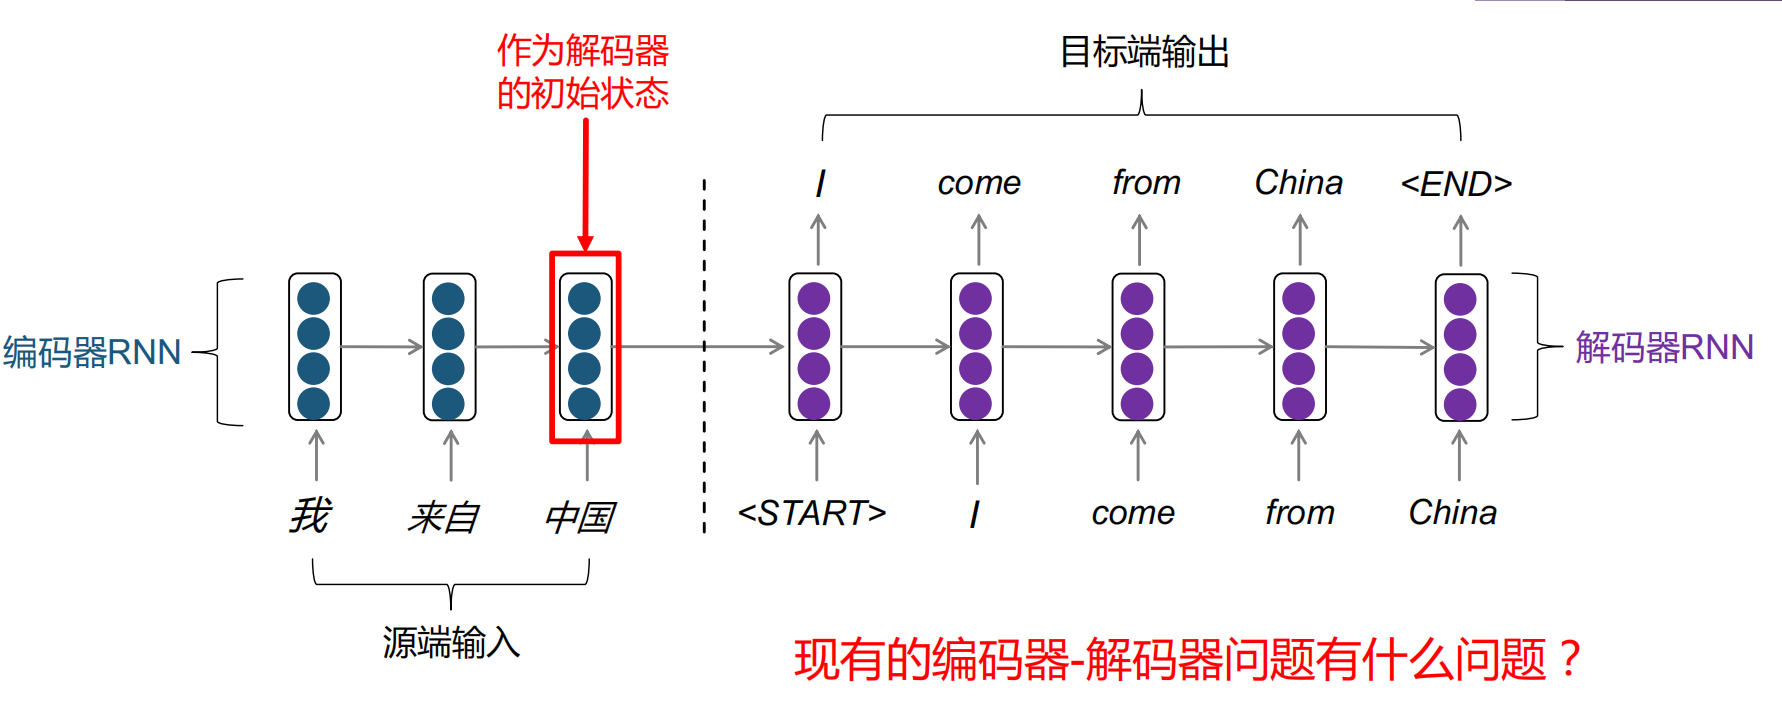 作为解码器
的初始状态
目标端输出
I come from China <END>
编码器RNN
解码器RNN
我 来自 中国
<START> I come from China
源端输入
现有的编码器-解码器问题有什么问题？